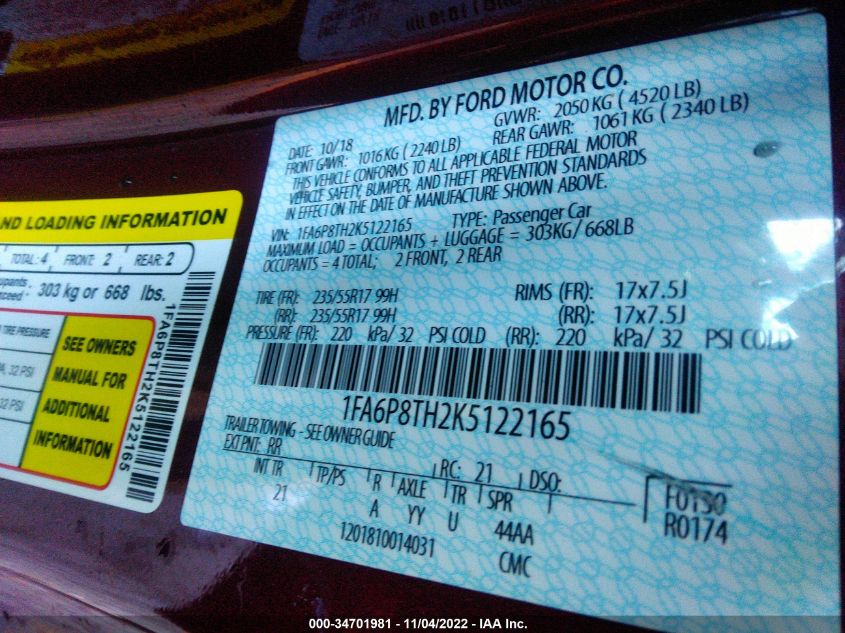 MFD. BY FORD MOTOR CO.
DATE: 10/18
GVWR: 2050 KG ( 4520 LB)
FRONT GAWR: 1016 KG ( 2240 LB)
REAR GAWR: 1061 KG ( 2340 LB)
THIS VEHICLE CONFORMS TO ALL APPLICABLE FEDERAL MOTOR
VEHICLE SAFETY, BUMPER, AND THEFT PREVENTION STANDARDS
IN EFFECT ON THE DATE OF MANUFACTURE SHOWN ABOVE.
VIN: 1FA6P8TH2K5122165 TYPE: Passenger Car
MAXIMUM LOAD = OCCUPANTS + LUGGAGE = 303KG/ 668LB
OCCUPANTS = 4 TOTAL; 2 FRONT, 2 REAR
TIRE (FR): 235/55R17 99H RIMS (FR): 17x7.5J
(RR): 235/55R17 99H (RR): 17x7.5J
PRESSURE (FR): 220 kPa/ 32 PSI COLD (RR): 220 kPa/ 32 PSI COLD
1FA6P8TH2K5122165
TRAILER TOWING - SEE OWNER GUIDE
EXT PNT: RR RC: 21 DSO:
INT TR TP/PS R AXLE TR SPR
21 A YY U 44AA
1201810014031 CMC
R0174
AND LOADING INFORMATION
TOTAL: 4 FRONT: 2 REAR: 2
303 kg or 668 lbs.
TIRE PRESSURE
32 PSI
32 PSI
SEE OWNERS
MANUAL FOR
ADDITIONAL
INFORMATION
1FA6P8TH2K5122165
000-34701981 - 11/04/2022 - IAA Inc.